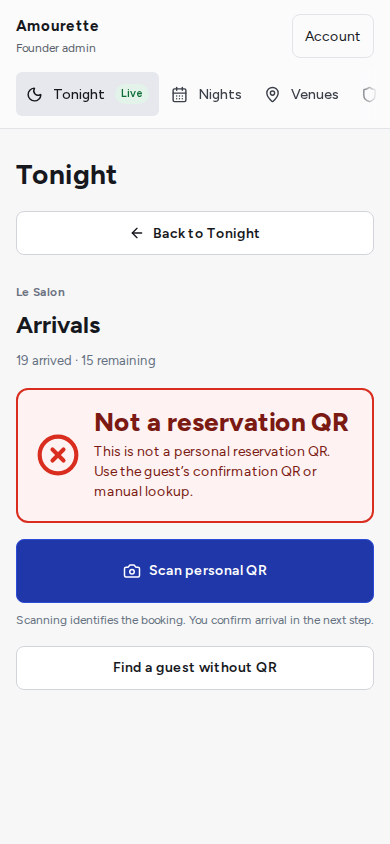 Amourette
Founder admin
Account
Tonight Live Nights Venues
Tonight
Back to Tonight
Le Salon
Arrivals
19 arrived · 15 remaining
Not a reservation QR
This is not a personal reservation QR.
Use the guest’s confirmation QR or
manual lookup.
Scan personal QR
Scanning identifies the booking. You confirm arrival in the next step.
Find a guest without QR